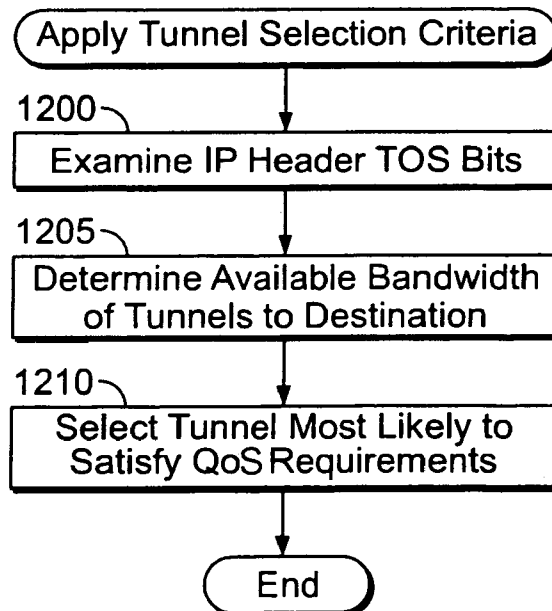 Apply Tunnel Selection Criteria
1200
Examine IP Header TOS Bits
1205
Determine Available Bandwidth
of Tunnels to Destination
1210
Select Tunnel Most Likely to
Satisfy QoS Requirements
End